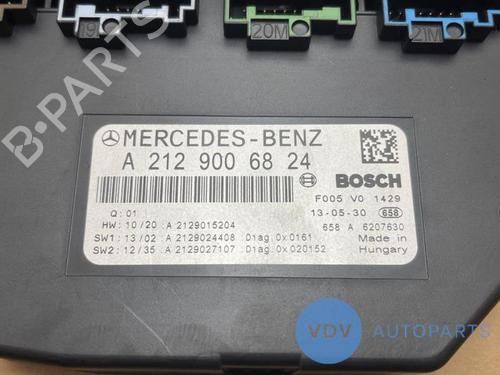 19M
20M
21M
B-PARTS
MERCEDES-BENZ
A 212 900 68 24
BOSCH
F005 V0 1429
Q: 01
13-05-30 658
HW: 10/20 :A 2129015204
658 A 6207630
SW1: 13/02 :A 2129024408 :Diag.0x0161
Made in
SW2: 12/35 :A 2129027107 :Diag.0x020152
Hungary
VDV AUTOPARTS